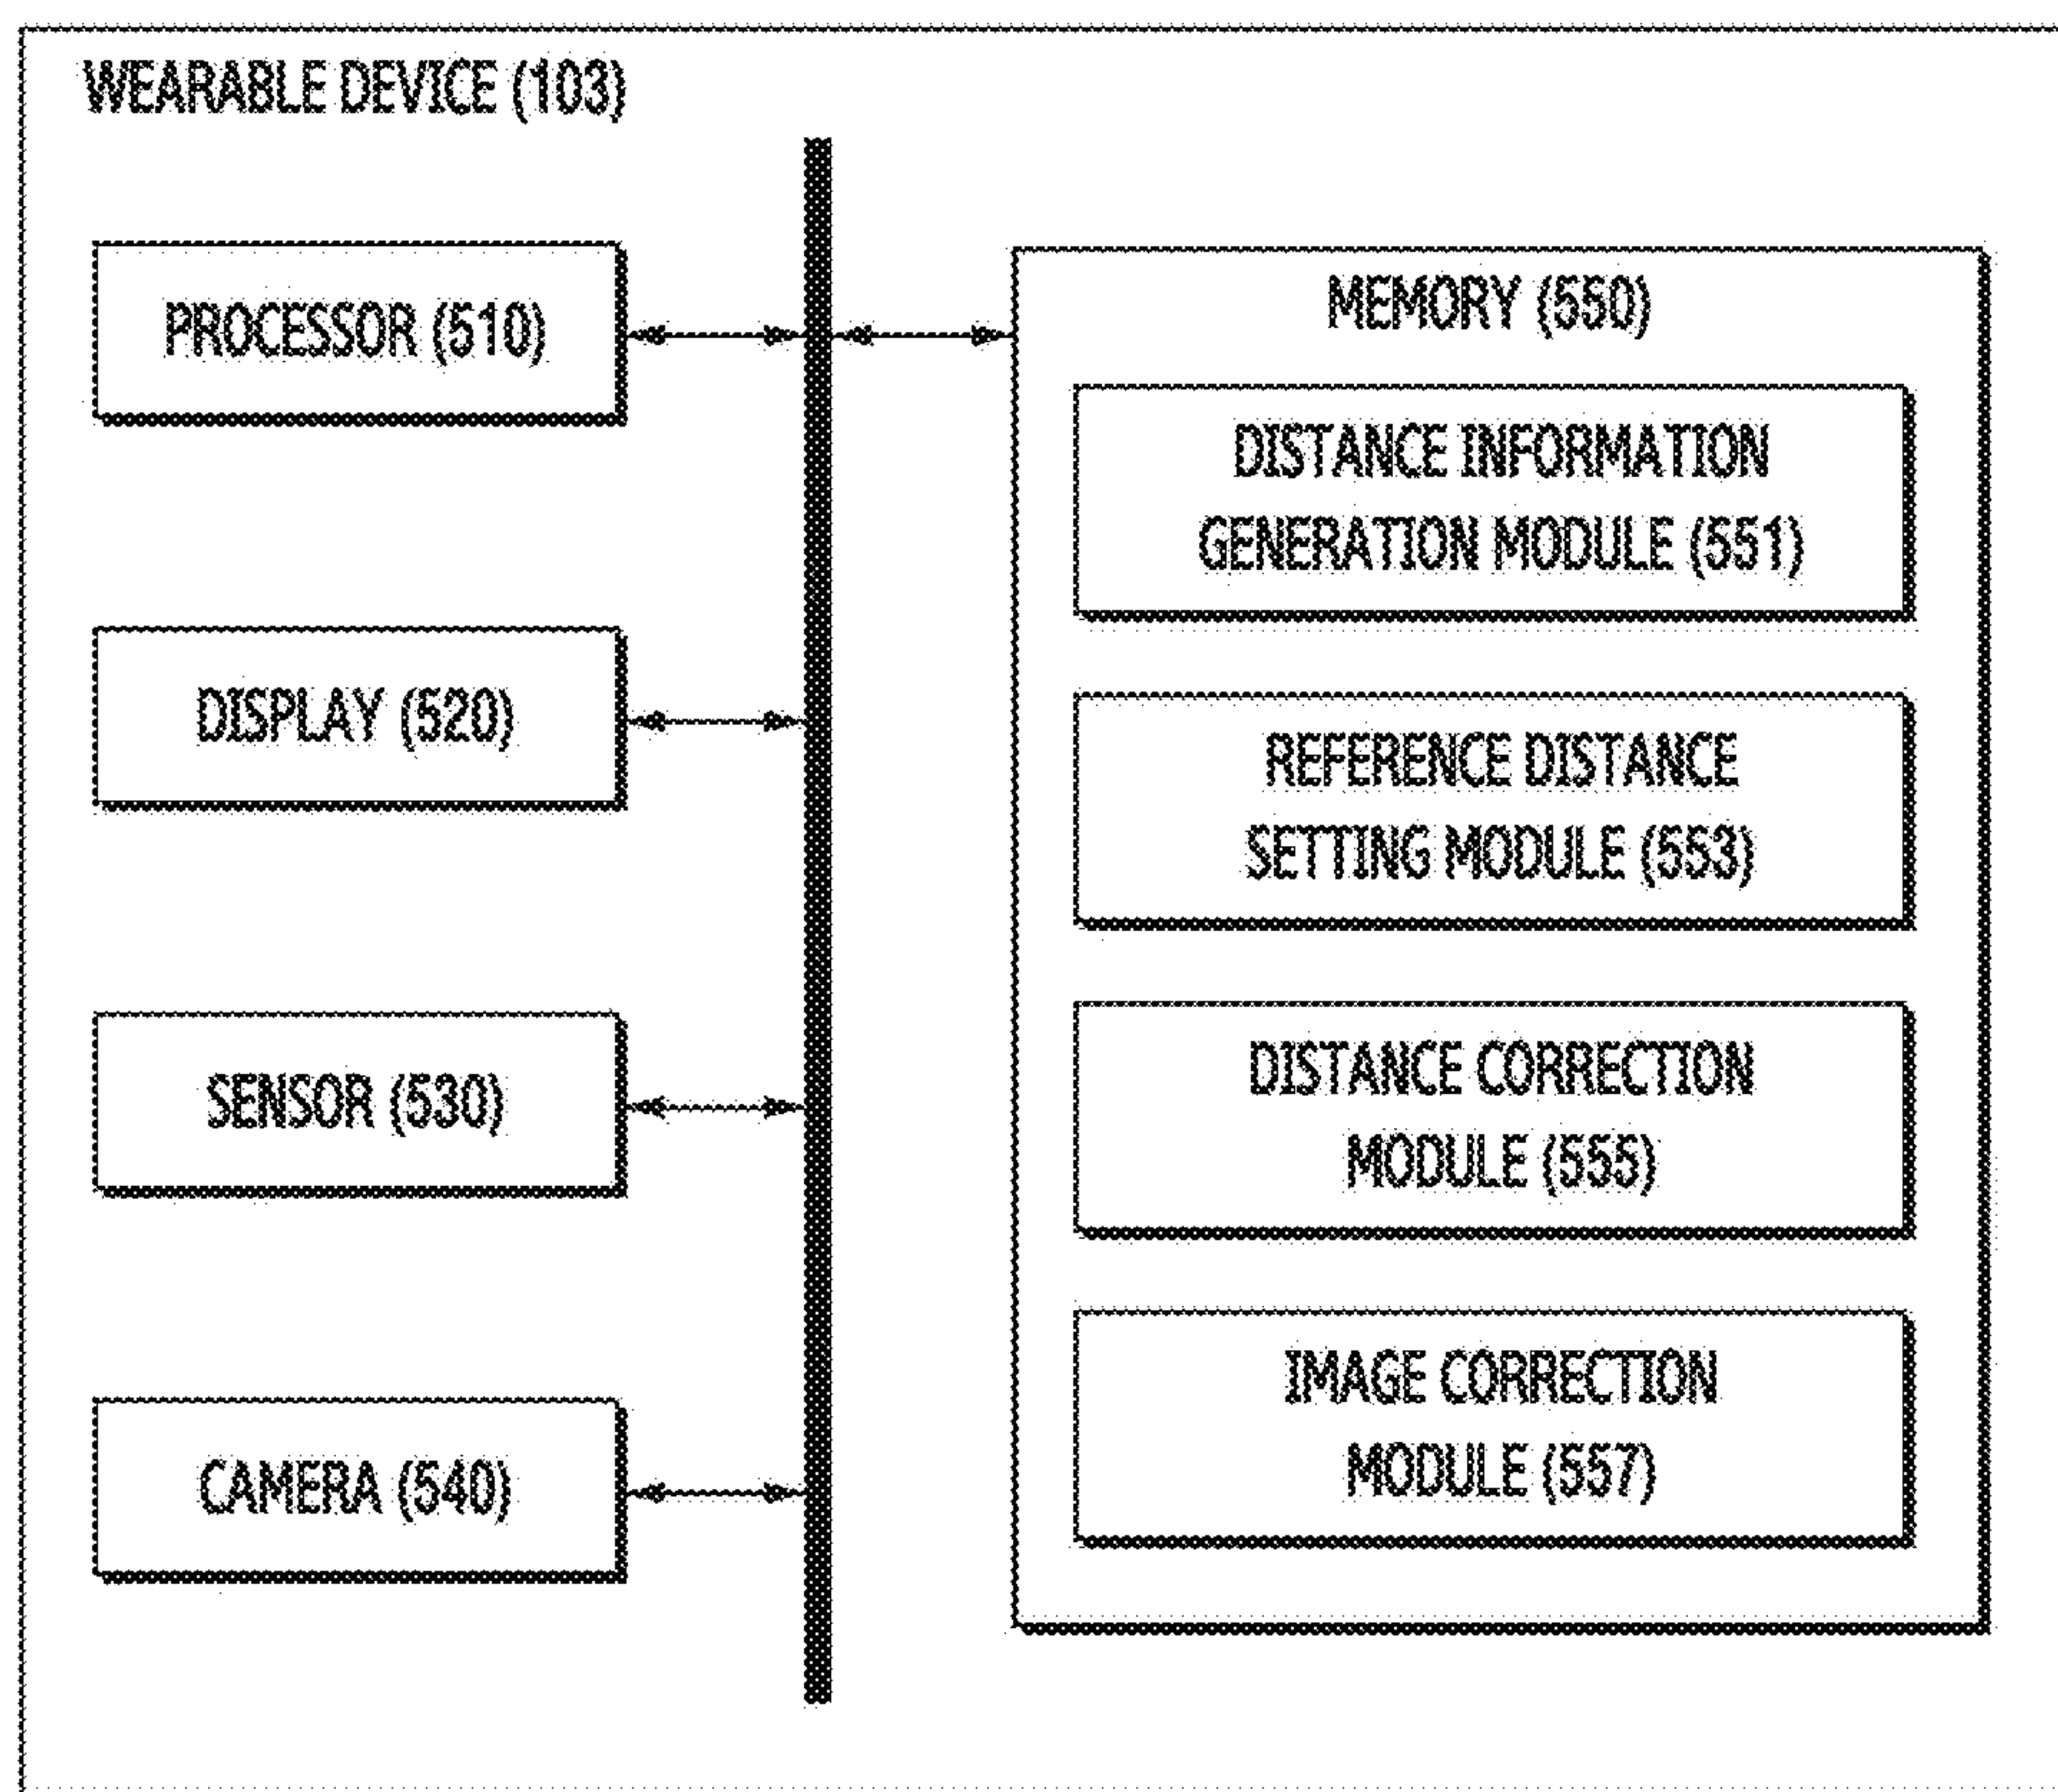 WEARABLE DEVICE (103)
PROCESSOR (510)
DISPLAY (520)
SENSOR (530)
CAMERA (540)
MEMORY (550)
DISTANCE INFORMATION
GENERATION MODULE (551)
REFERENCE DISTANCE
SETTING MODULE (553)
DISTANCE CORRECTION
MODULE (555)
IMAGE CORRECTION
MODULE (557)